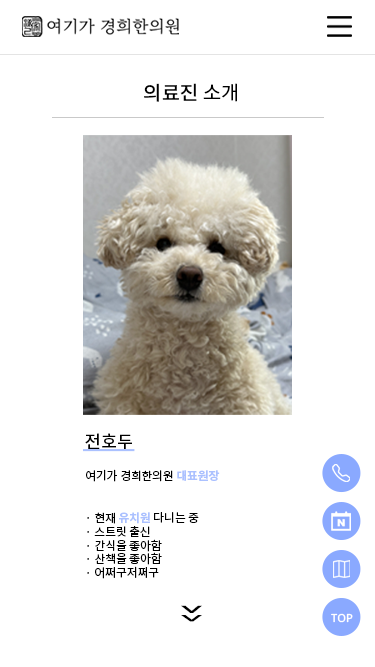 여기가 경희한의원
의료진 소개
전호두
여기가 경희한의원 대표원장
· 현재 유치원 다니는 중
· 스트릿 출신
· 간식을 좋아함
· 산책을 좋아함
· 어쩌구저쩌구
N
TOP